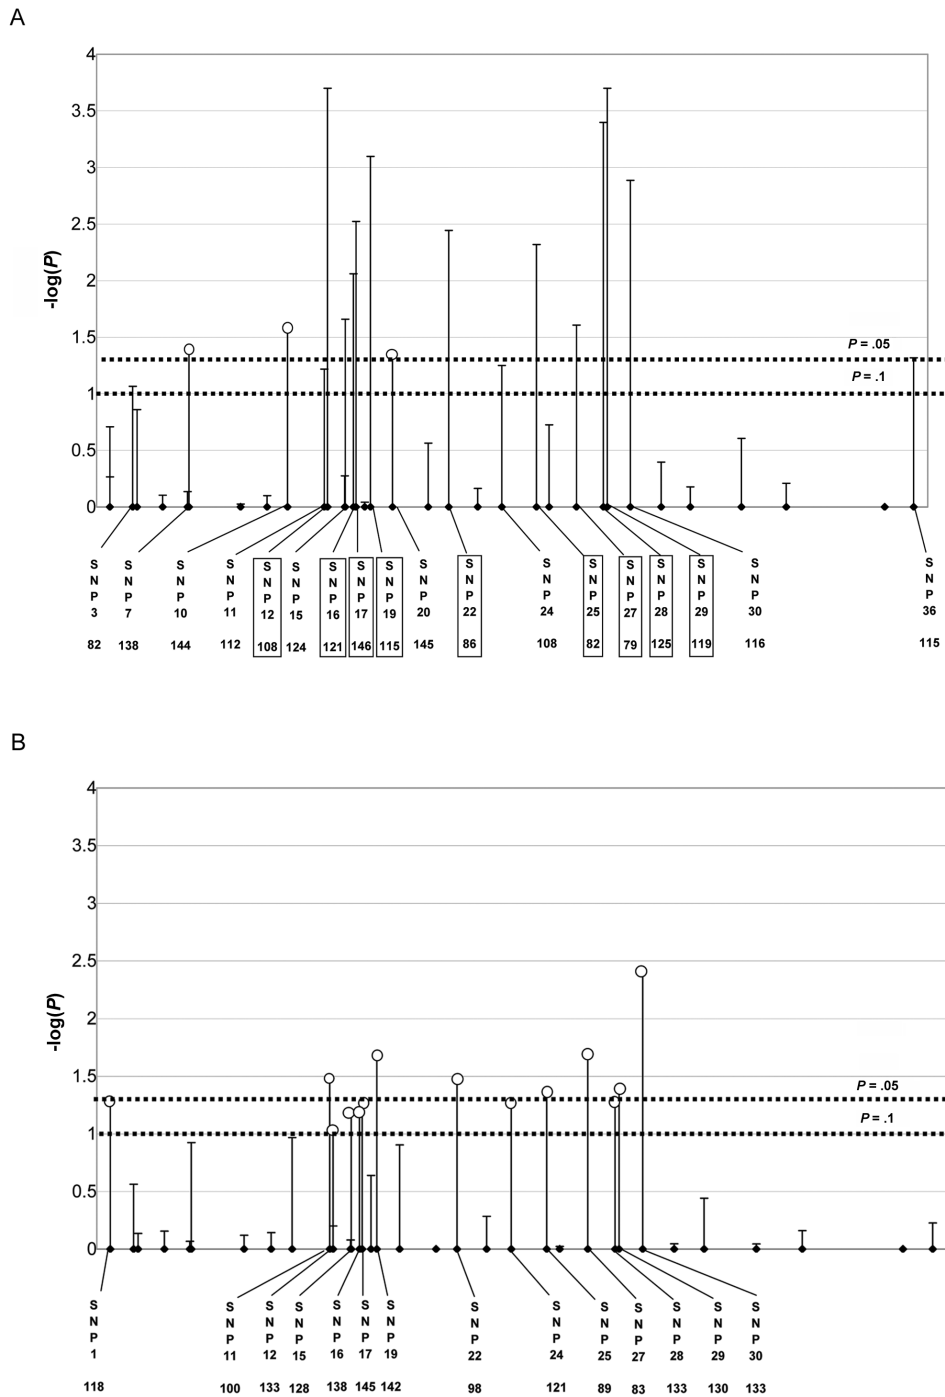 A
4
3.5
3
2.5
2
1.5
1
0.5
0
-log(P)
P = .05
P = .1
S S S S S S S S S S S S S S S S S S
N N N N N N N N N N N N N N N N N N
P P P P P P P P P P P P P P P P P P
3 7 10 11 12 15 16 17 19 20 22 24 25 27 28 29 30 36
82 138 144 112 108 124 121 146 115 145 86 108 82 79 125 119 116 115
B
4
3.5
3
2.5
2
1.5
1
0.5
0
-log(P)
P = .05
P = .1
S S S S S S S S S S S S S S
N N N N N N N N N N N N N N
P P P P P P P P P P P P P P
1 11 12 15 16 17 19 22 24 25 27 28 29 30
118 100 133 128 138 145 142 98 121 89 83 133 130 133